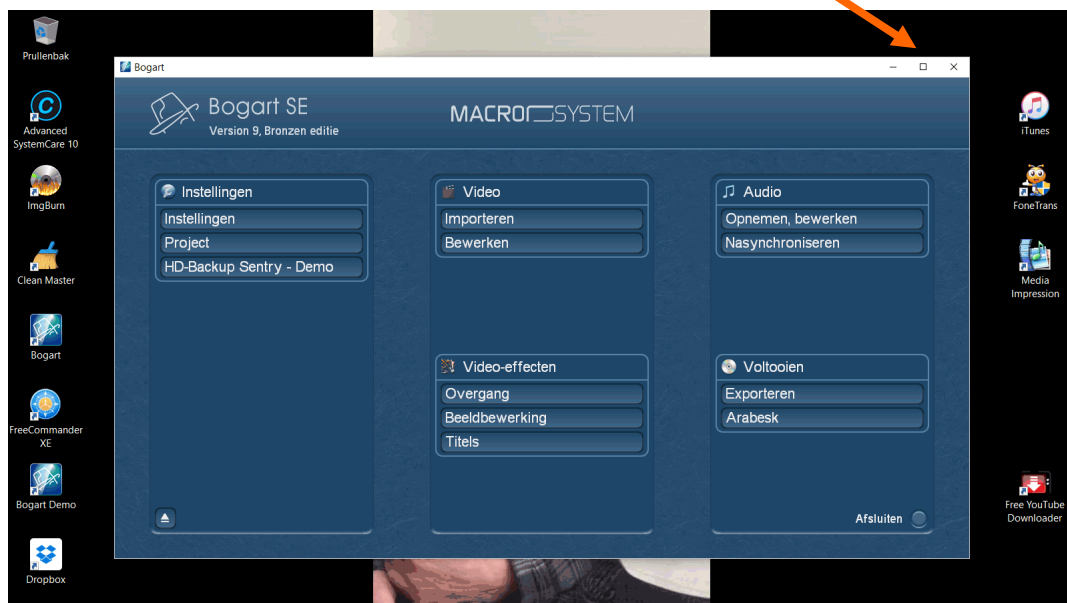 Prullenbak
Advanced
SystemCare 10
ImgBurn
Clean Master
Bogart
FreeCommander
XE
Bogart Demo
Dropbox
Bogart
Bogart SE
Version 9, Bronzen editie
MACROSYSTEM
Instellingen
Instellingen
Project
HD-Backup Sentry - Demo
Video
Importeren
Bewerken
Video-effecten
Overgang
Beeldbewerking
Titels
Audio
Opnemen, bewerken
Nasynchroniseren
Voltooien
Exporteren
Arabesk
Afsluiten
iTunes
FoneTrans
Media
Impression
Free YouTube
Downloader